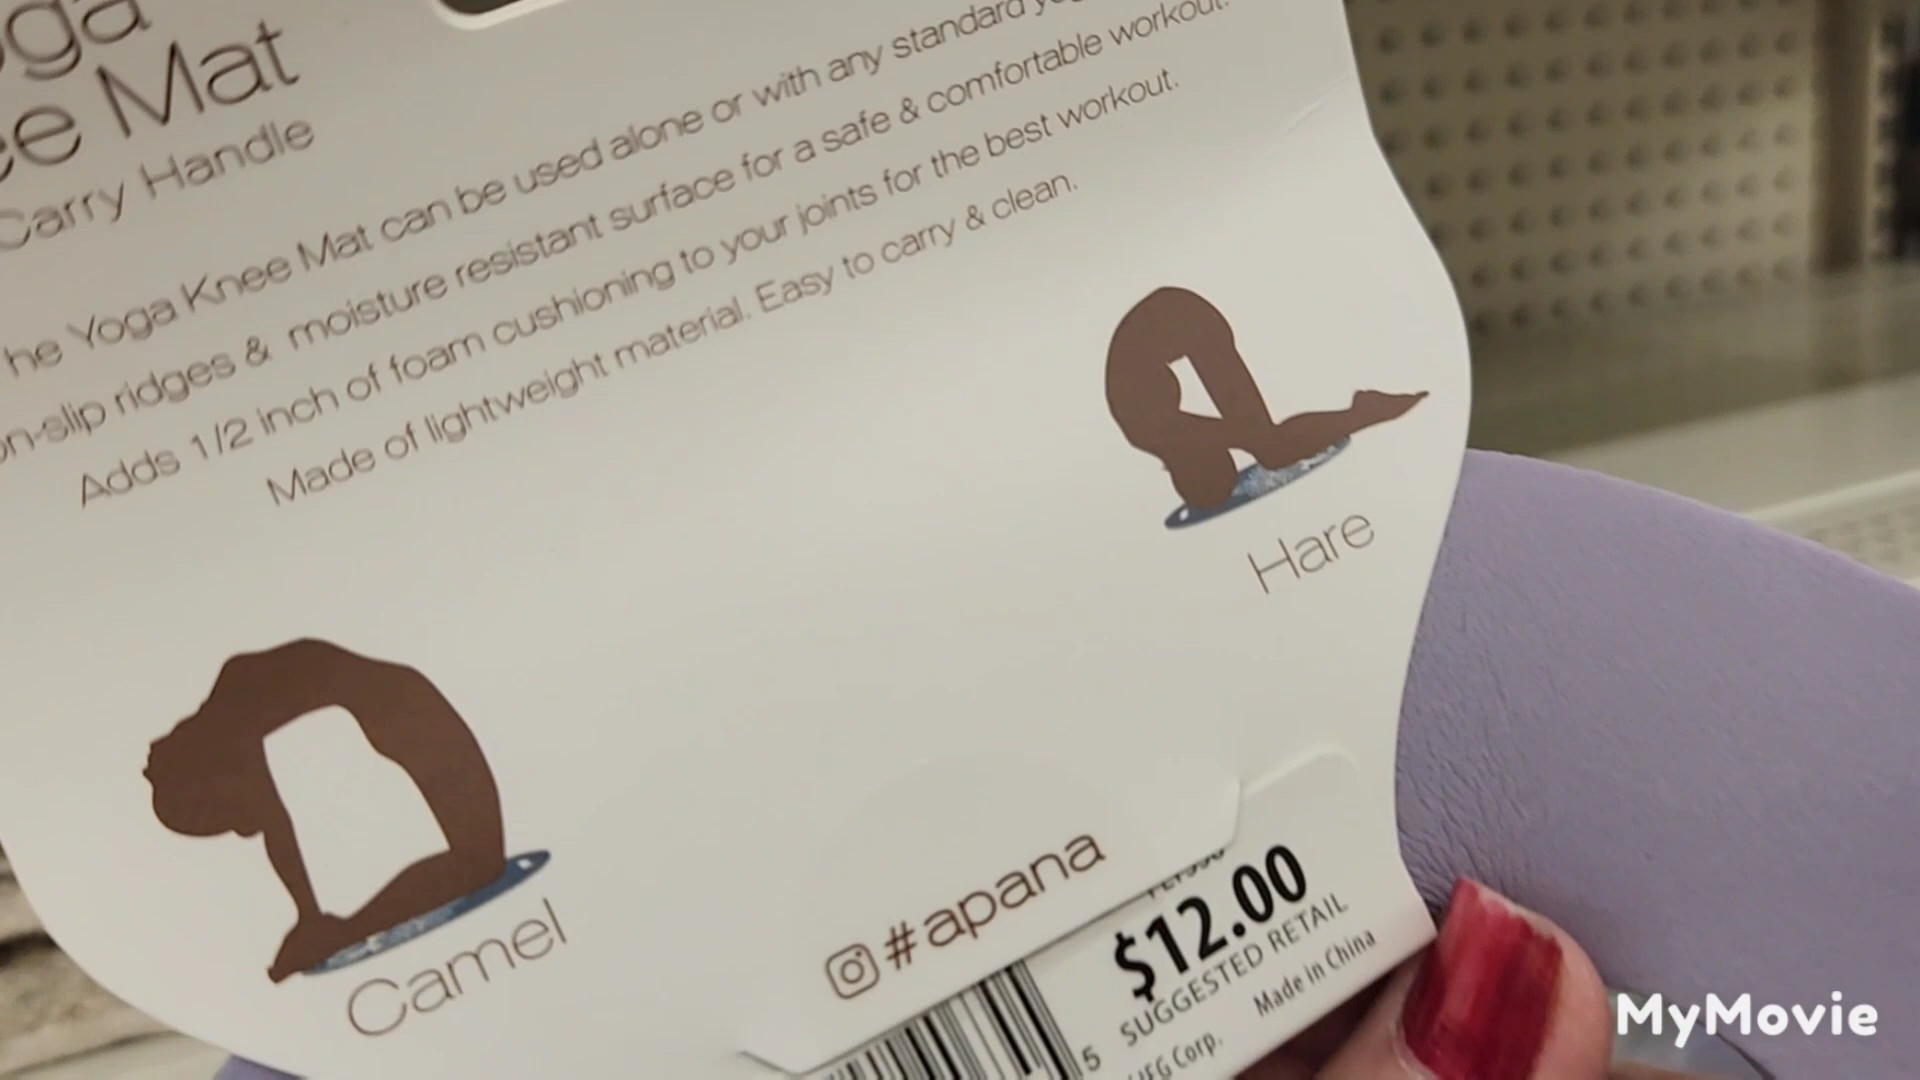 Mat
Carry Handle
he Yoga Knee Mat can be used alone or with any standard
on-slip ridges & moisture resistant surface for a safe & comfortable workout.
Adds 1/2 inch of foam cushioning to your joints for the best workout.
Made of lightweight material. Easy to carry & clean.
Hare
Camel
#apana
$12.00
SUGGESTED RETAIL
Made in China
5
Corp.
MyMovie